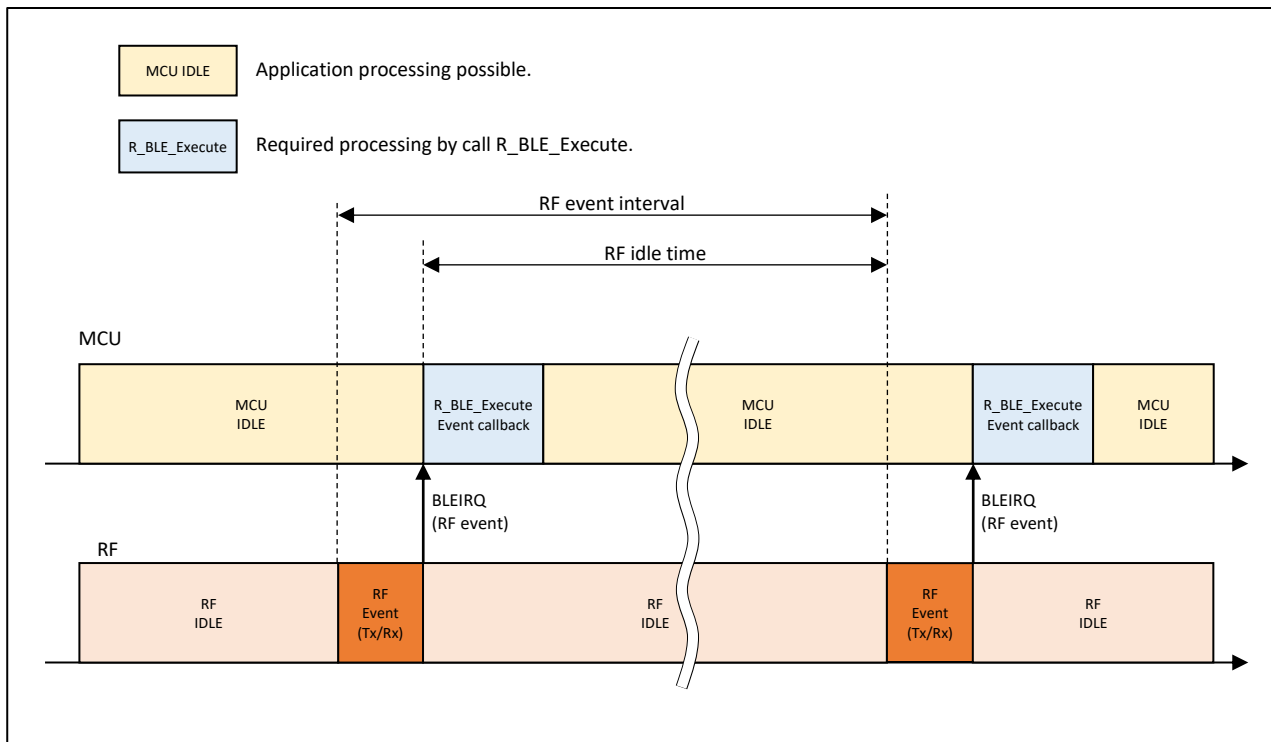 MCU IDLE
Application processing possible.
R_BLE_Execute
Required processing by call R_BLE_Execute.
RF event interval
RF idle time
MCU
MCU
IDLE
R_BLE_Execute
Event callback
MCU
IDLE
R_BLE_Execute
Event callback
MCU
IDLE
BLEIRQ
(RF event)
BLEIRQ
(RF event)
RF
RF
IDLE
RF
Event
(Tx/Rx)
RF
IDLE
RF
Event
(Tx/Rx)
RF
IDLE